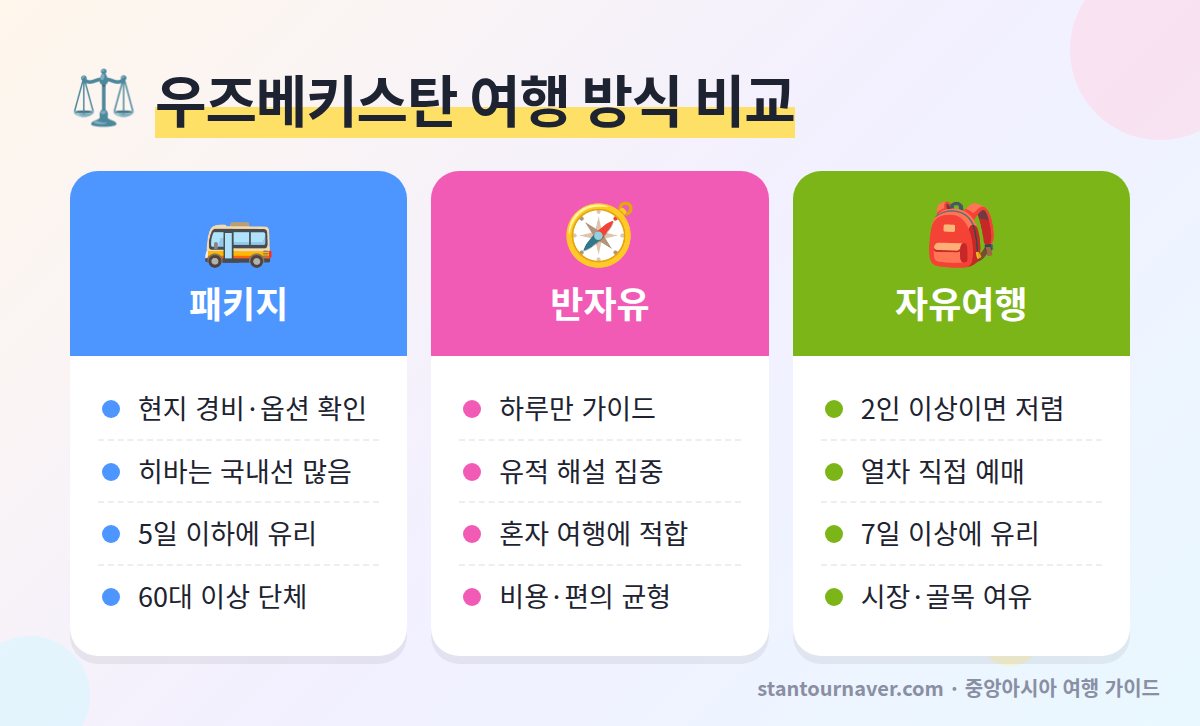 우즈베키스탄 여행 방식 비교
패키지
현지 경비·옵션 확인
히바는 국내선 많음
5일 이하에 유리
60대 이상 단체
반자유
하루만 가이드
유적 해설 집중
혼자 여행에 적합
비용·편의 균형
자유여행
2인 이상이면 저렴
열차 직접 예매
7일 이상에 유리
시장·골목 여유
stantournaver.com · 중앙아시아 여행 가이드